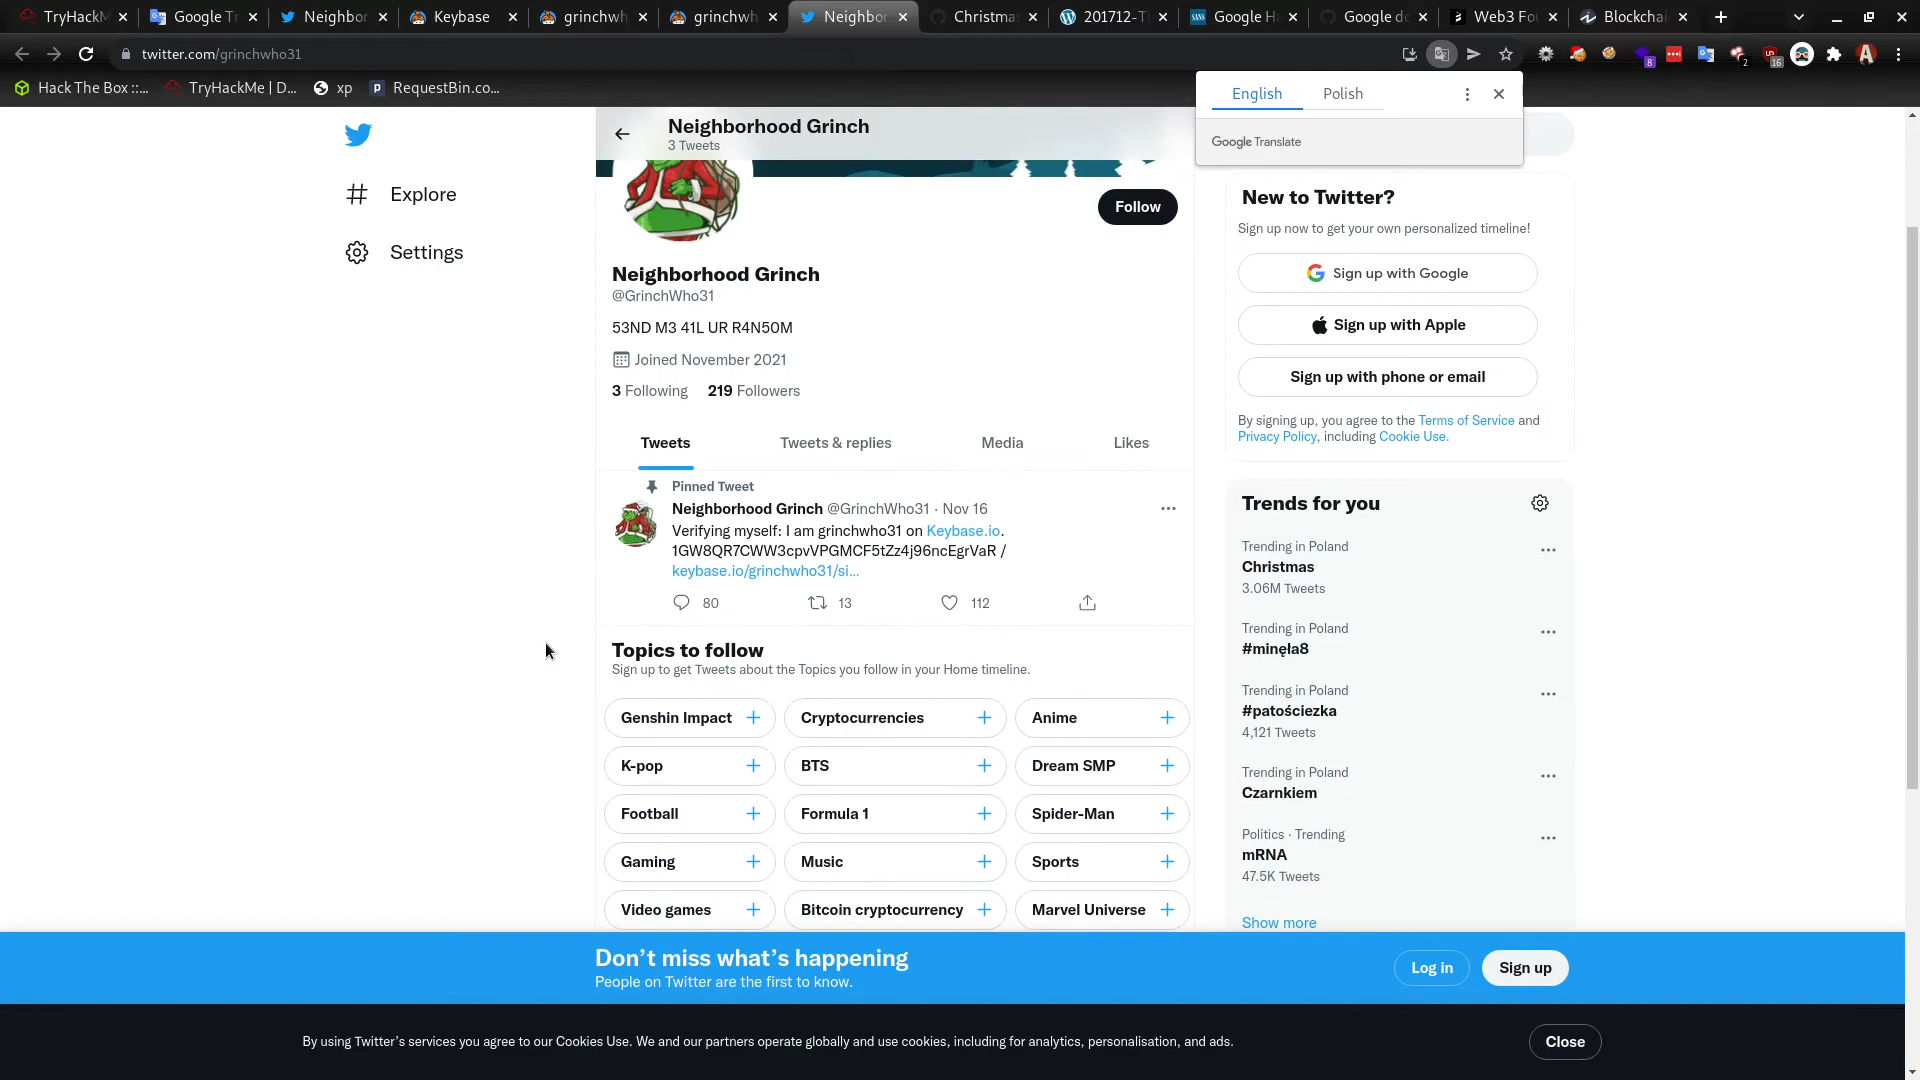 TryHackM
Google Tr
Neighbor
Keybase
grinchwh
grinchwh
Neighbor
Christma
201712-T
Google Ha
Google do
Web3 Fou
Blockchai
twitter.com/grinchwho31
8
2
16
Hack The Box ::...
TryHackMe | D...
xp
RequestBin.co...
English
Polish
Google Translate
Explore
Settings
Neighborhood Grinch
3 Tweets
Follow
Neighborhood Grinch
@GrinchWho31
53ND M3 41L UR R4N50M
Joined November 2021
3 Following 219 Followers
Tweets
Tweets & replies
Media
Likes
Pinned Tweet
Neighborhood Grinch @GrinchWho31 · Nov 16
Verifying myself: I am grinchwho31 on Keybase.io.
1GW8QR7CWW3cpvVPGMCF5tZz4j96ncEgrVaR /
keybase.io/grinchwho31/si...
80
13
112
Topics to follow
Sign up to get Tweets about the Topics you follow in your Home timeline.
Genshin Impact
Cryptocurrencies
Anime
K-pop
BTS
Dream SMP
Football
Formula 1
Spider-Man
Gaming
Music
Sports
Video games
Bitcoin cryptocurrency
Marvel Universe
New to Twitter?
Sign up now to get your own personalized timeline!
Sign up with Google
Sign up with Apple
Sign up with phone or email
By signing up, you agree to the Terms of Service and
Privacy Policy, including Cookie Use.
Trends for you
Trending in Poland
Christmas
3.06M Tweets
Trending in Poland
#minęła8
Trending in Poland
#patościezka
4,121 Tweets
Trending in Poland
Czarnkiem
Politics · Trending
mRNA
47.5K Tweets
Show more
Don't miss what's happening
People on Twitter are the first to know.
Log in
Sign up
By using Twitter's services you agree to our Cookies Use. We and our partners operate globally and use cookies, including for analytics, personalisation, and ads.
Close